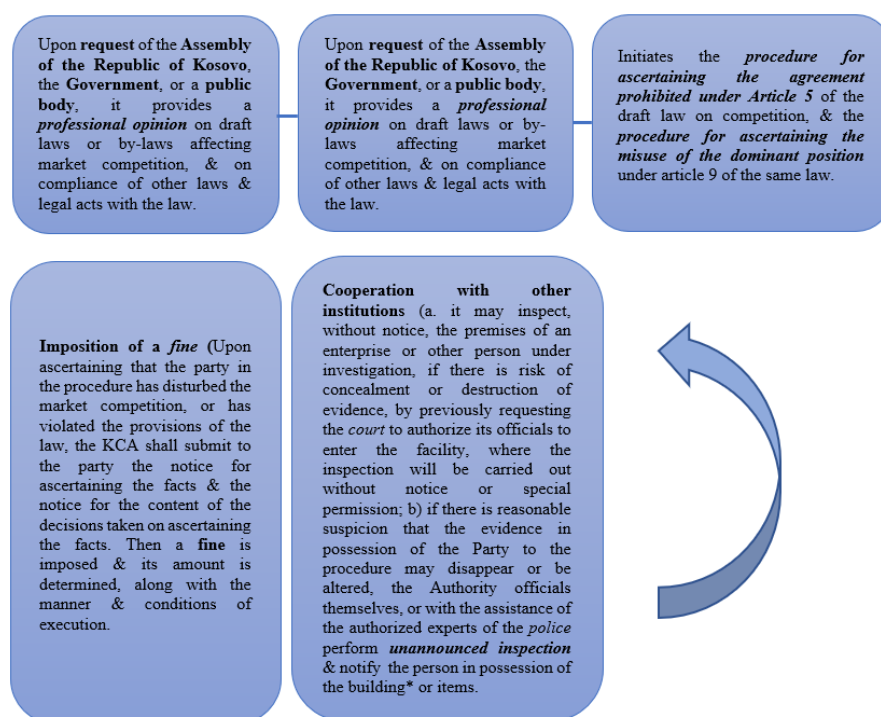 Upon request of the Assembly
of the Republic of Kosovo,
the Government, or a public
body, it provides a
professional opinion on draft
laws or by-laws affecting
market competition, & on
compliance of other laws &
legal acts with the law.
Upon request of the Assembly
of the Republic of Kosovo, the
Government, or a public body,
it provides a professional
opinion on draft laws or by-
laws affecting market
competition, & on compliance
of other laws & legal acts with
the law.
Initiates the procedure for
ascertaining the agreement
prohibited under Article 5 of the
draft law on competition, & the
procedure for ascertaining the
misuse of the dominant position
under article 9 of the same law.
Imposition of a fine (Upon
ascertaining that the party in
the procedure has disturbed the
market competition, or has
violated the provisions of the
law, the KCA shall submit to
the party the notice for
ascertaining the facts & the
notice for the content of the
decisions taken on ascertaining
the facts. Then a fine is
imposed & its amount is
determined, along with the
manner & conditions of
execution.
Cooperation with other
institutions (a. it may inspect,
without notice, the premises of an
enterprise or other person under
investigation, if there is risk of
concealment or destruction of
evidence, by previously requesting
the court to authorize its officials to
enter the facility, where the
inspection will be carried out
without notice or special
permission; b) if there is reasonable
suspicion that the evidence in
possession of the Party to the
procedure may disappear or be
altered, the Authority officials
themselves, or with the assistance of
the authorized experts of the police
perform unannounced inspection
& notify the person in possession of
the building* or items.